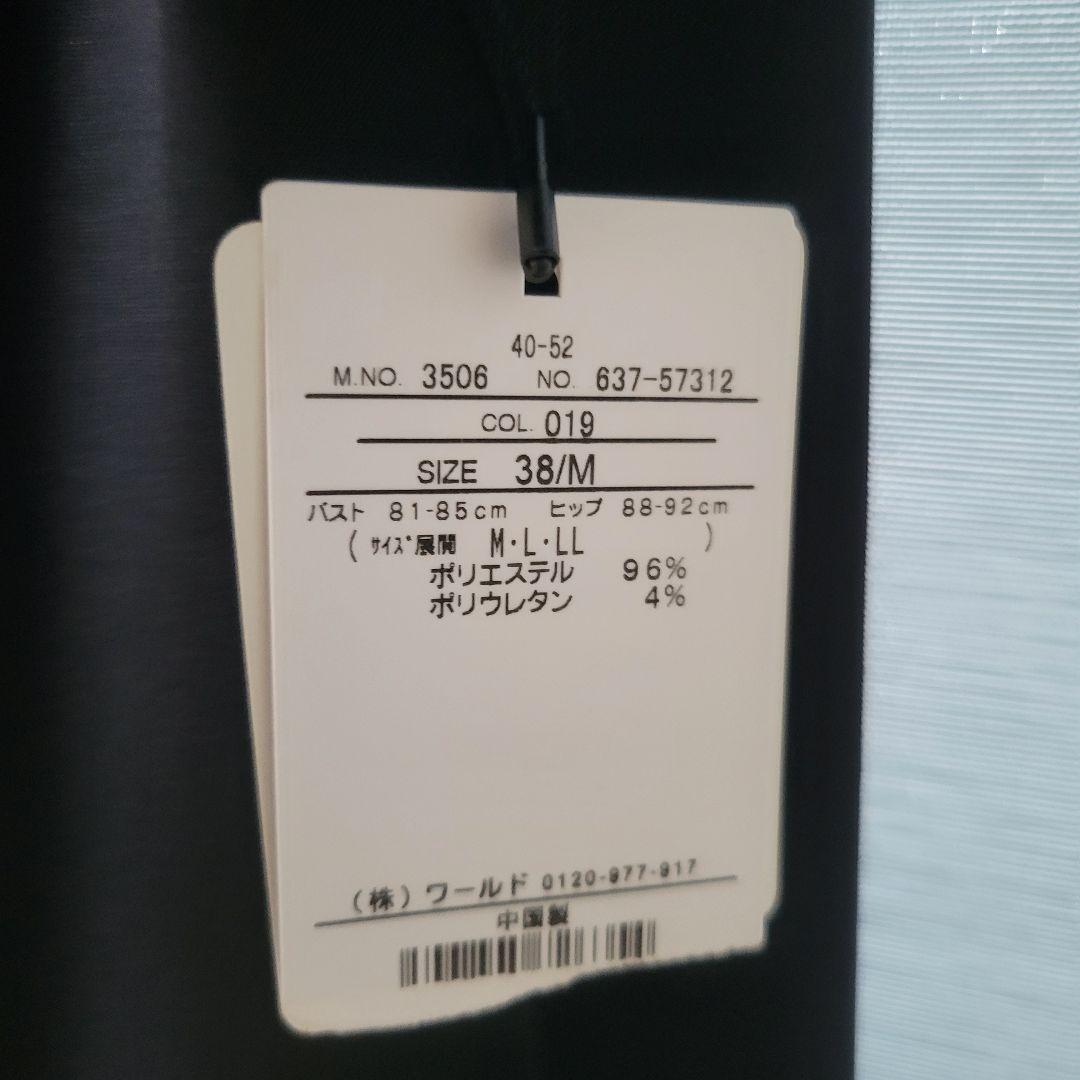 40-52
M.NO. 3506 NO. 637-57312
COL. 019
SIZE 38/M
バスト 81-85cm ヒップ 88-92cm
(サイズ展開 M・L・LL)
ポリエステル 96%
ポリウレタン 4%
(株)ワールド 0120-977-917
中国製